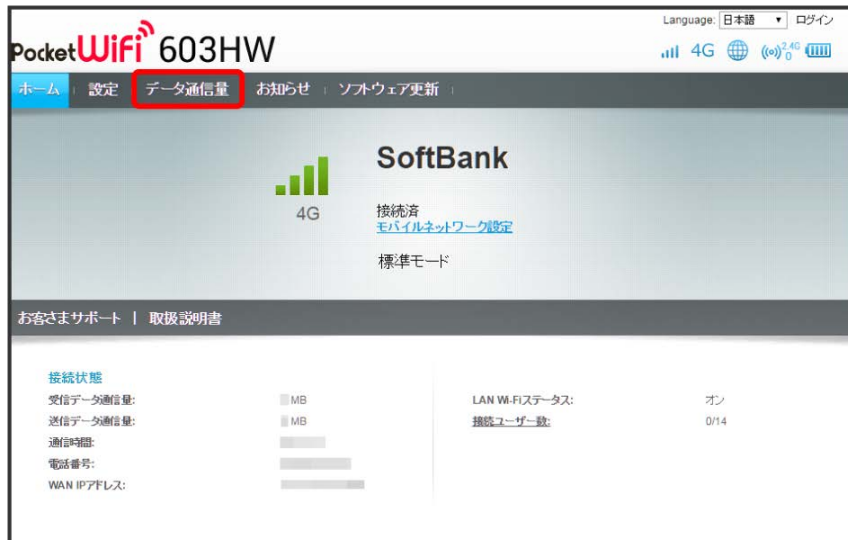 Language: 日本語 ログイン
PocketWiFi 603HW
4G 2.4G 0
ホーム 設定 データ通信量 お知らせ ソフトウェア更新
SoftBank
4G
接続済
モバイルネットワーク設定
標準モード
お客さまサポート | 取扱説明書
接続状態
受信データ通信量: MB LAN Wi-Fiステータス: オン
送信データ通信量: MB 接続ユーザー数: 0/14
通信時間:
電話番号:
WAN IPアドレス: